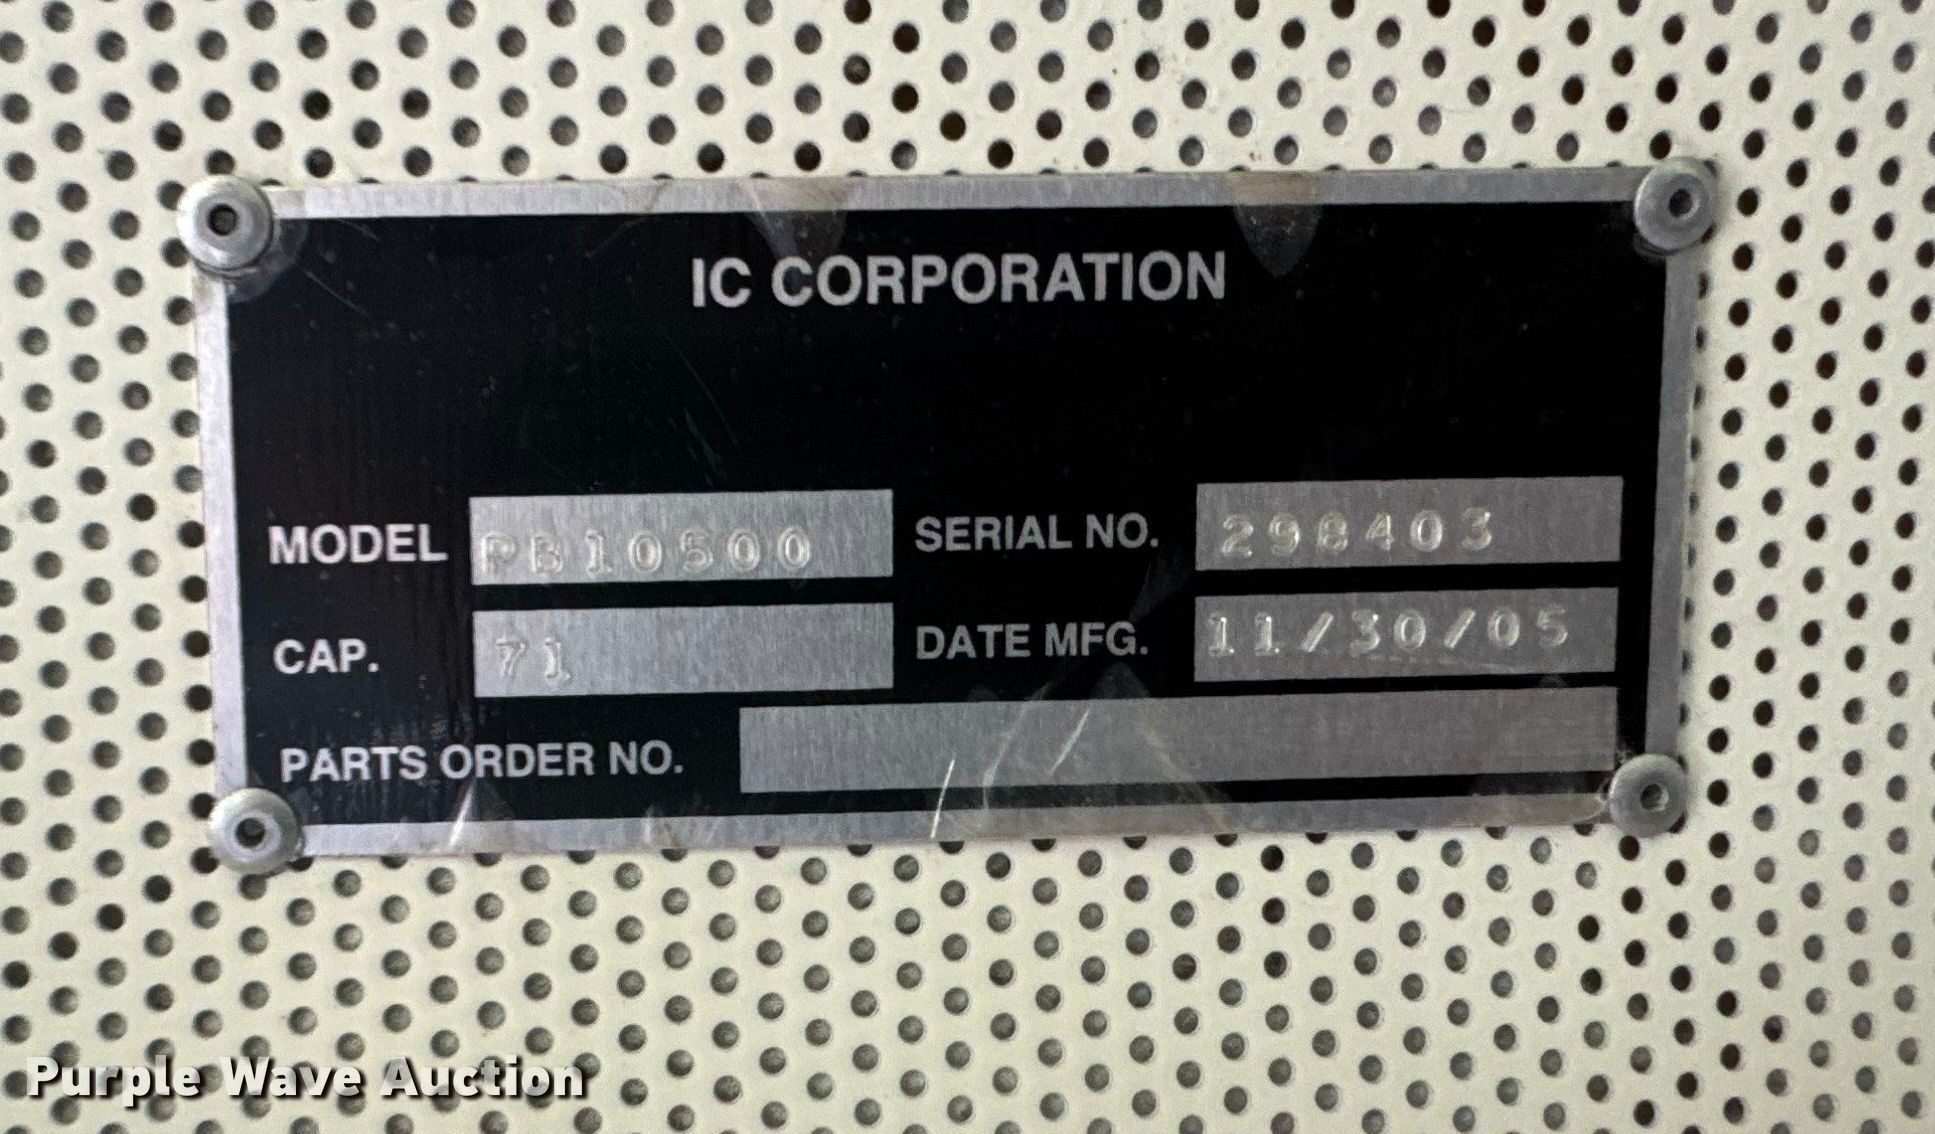 IC CORPORATION
MODEL PB10500 SERIAL NO. 298403
CAP. 71 DATE MFG. 11/30/05
PARTS ORDER NO.
Purple Wave Auction